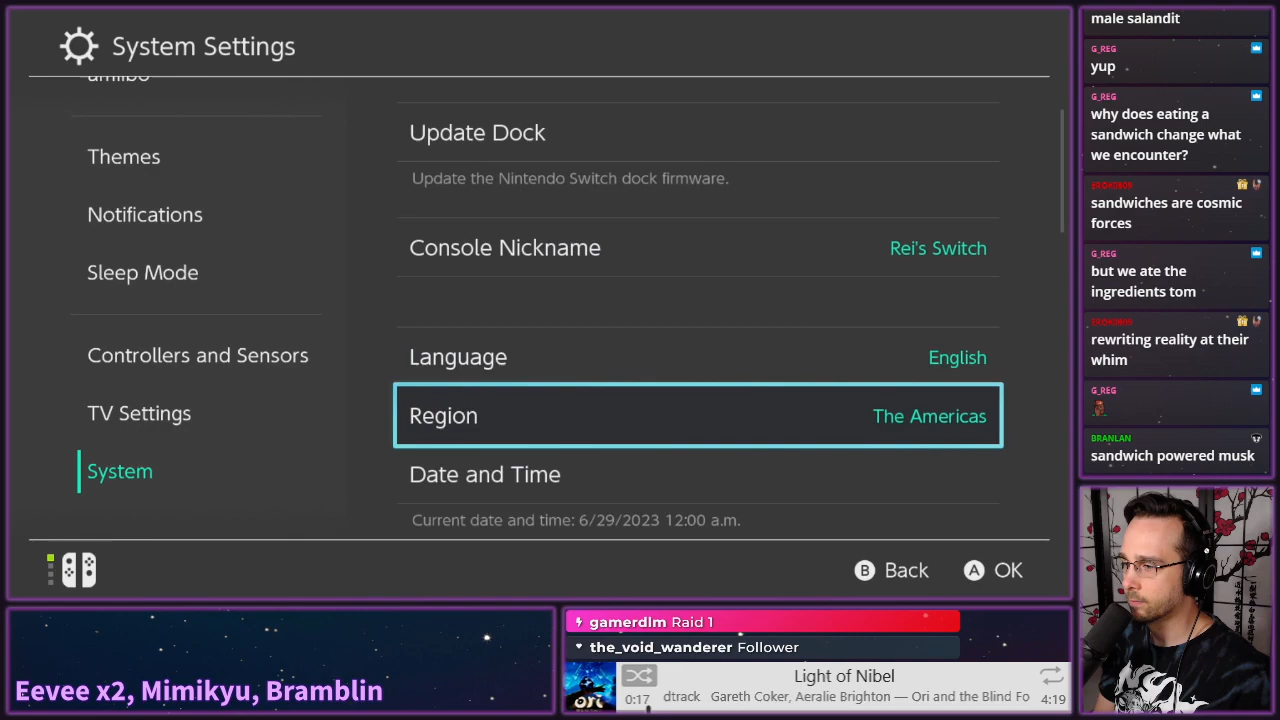 System Settings
amiibo
Themes
Notifications
Sleep Mode
Controllers and Sensors
TV Settings
System
Update Dock
Update the Nintendo Switch dock firmware.
Console Nickname Rei's Switch
Language English
Region The Americas
Date and Time
Current date and time: 6/29/2023 12:00 a.m.
B Back A OK
male salandit
G_REG
yup
G_REG
why does eating a
sandwich change what
we encounter?
sandwiches are cosmic
forces
G_REG
but we ate the
ingredients tom
rewriting reality at their
whim
G_REG
BRANLAN
sandwich powered musk
Eevee x2, Mimikyu, Bramblin
gamerdlm Raid 1
the_void_wanderer Follower
Light of Nibel
0:17 dtrack Gareth Coker, Aeralie Brighton — Ori and the Blind Fo 4:19
ori